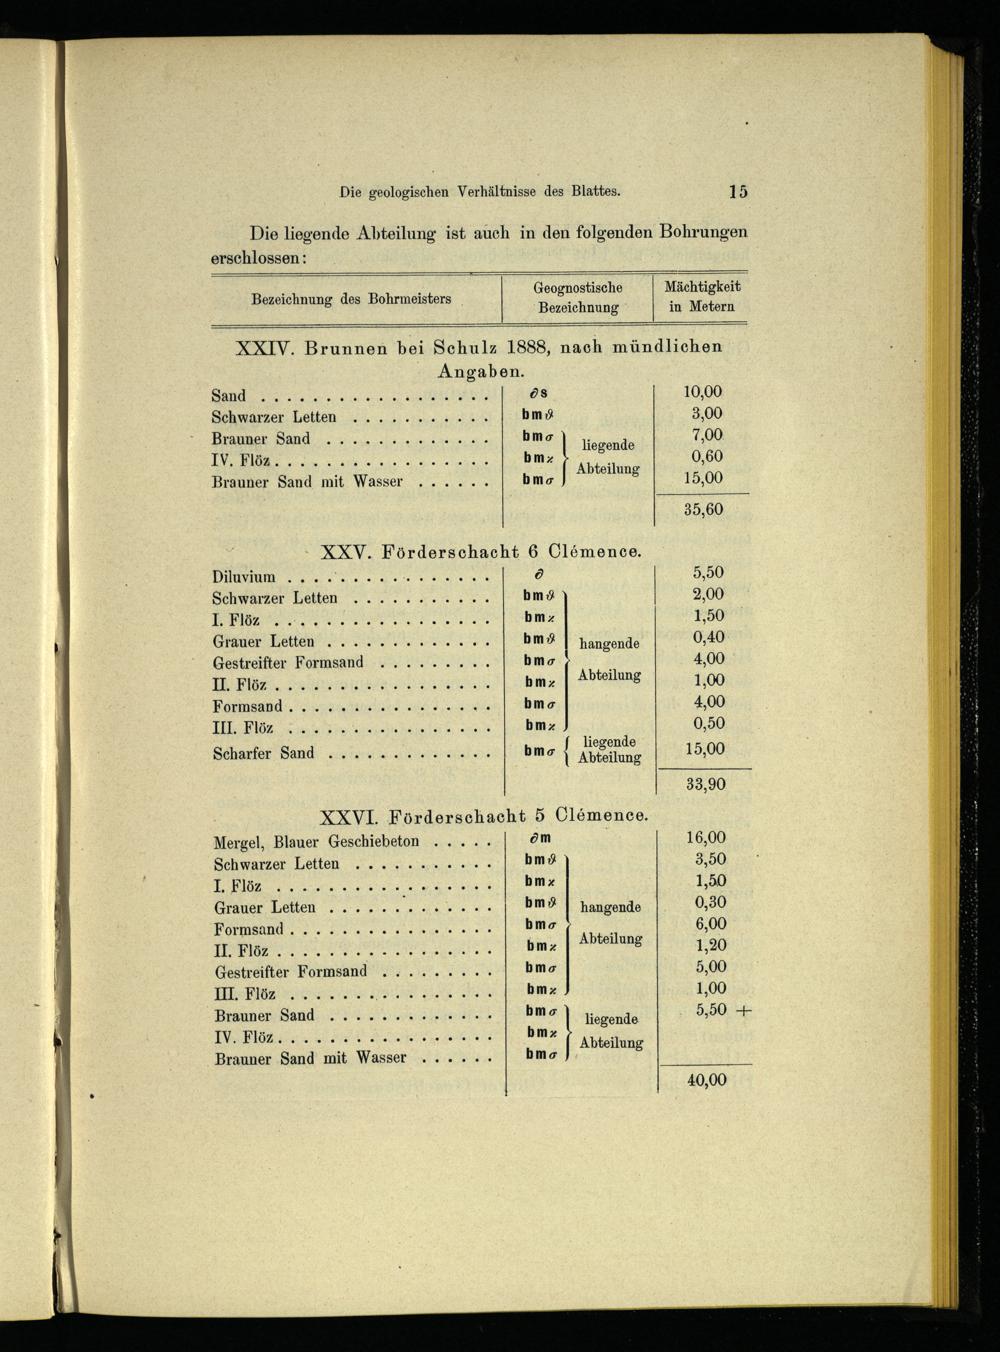 Die geologischen Verhältnisse des Blattes. 15
Die liegende Abteilung ist auch in den folgenden Bohrungen
erschlossen:
Bezeichnung des Bohrmeisters | Geognostische Bezeichnung | Mächtigkeit in Metern
XXIV. Brunnen bei Schulz 1888, nach mündlichen
Angaben.
Sand . . . . . . . . . . . . . . . . . . ∂s 10,00
Schwarzer Letten . . . . . . . . . . . bmϑ 3,00
Brauner Sand . . . . . . . . . . . . . bmσ liegende 7,00
IV. Flöz . . . . . . . . . . . . . . . . . bmϰ 0,60
Brauner Sand mit Wasser . . . . . . bmσ Abteilung 15,00
35,60
XXV. Förderschacht 6 Clémence.
Diluvium . . . . . . . . . . . . . . . . ∂ 5,50
Schwarzer Letten . . . . . . . . . . . bmϑ 2,00
I. Flöz . . . . . . . . . . . . . . . . . bmϰ 1,50
Grauer Letten . . . . . . . . . . . . . bmϑ hangende 0,40
Gestreifter Formsand . . . . . . . . . bmσ 4,00
II. Flöz . . . . . . . . . . . . . . . . . bmϰ Abteilung 1,00
Formsand . . . . . . . . . . . . . . . . bmσ 4,00
III. Flöz . . . . . . . . . . . . . . . . bmϰ 0,50
Scharfer Sand . . . . . . . . . . . . . bmσ liegende Abteilung 15,00
33,90
XXVI. Förderschacht 5 Clémence.
Mergel, Blauer Geschiebeton . . . . . ∂m 16,00
Schwarzer Letten . . . . . . . . . . . bmϑ 3,50
I. Flöz . . . . . . . . . . . . . . . . . bmϰ 1,50
Grauer Letten . . . . . . . . . . . . . bmϑ hangende 0,30
Formsand . . . . . . . . . . . . . . . . bmσ 6,00
II. Flöz . . . . . . . . . . . . . . . . . bmϰ Abteilung 1,20
Gestreifter Formsand . . . . . . . . . bmσ 5,00
III. Flöz . . . . . . . . . . . . . . . . bmϰ 1,00
Brauner Sand . . . . . . . . . . . . . bmσ liegende 5,50 +
IV. Flöz . . . . . . . . . . . . . . . . . bmϰ
Brauner Sand mit Wasser . . . . . . bmσ Abteilung
40,00